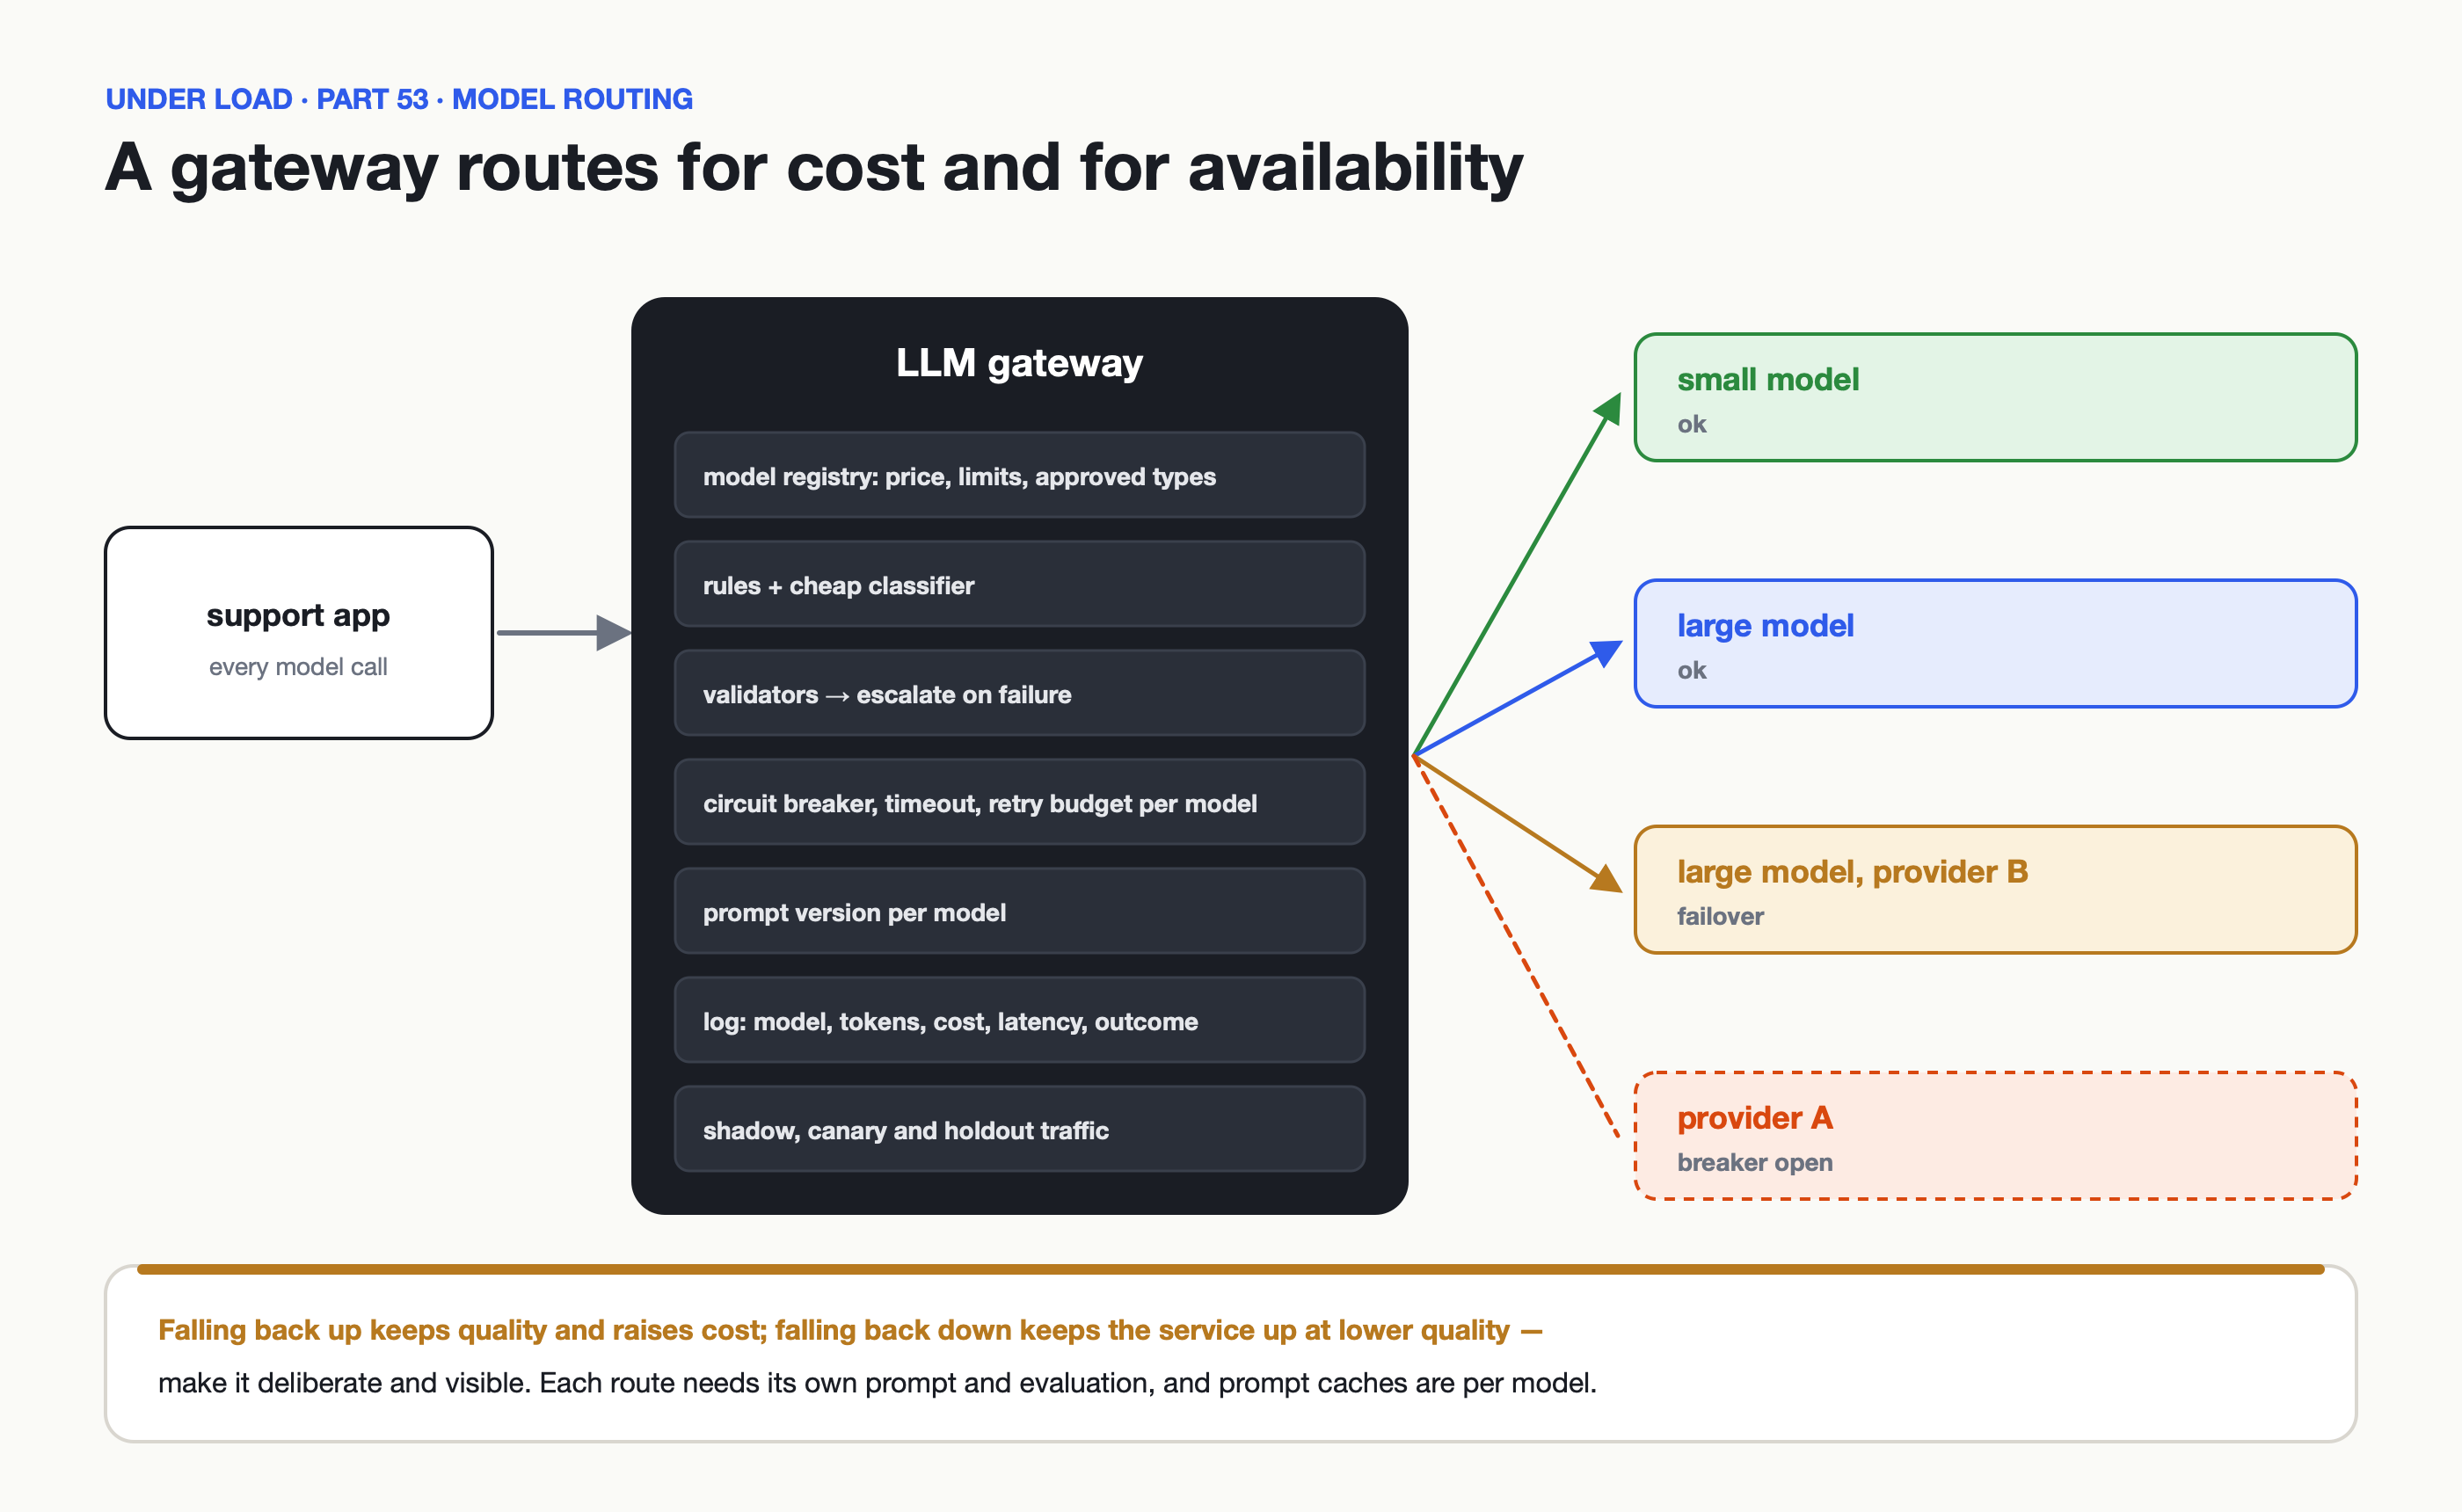 UNDER LOAD · PART 53 · MODEL ROUTING
A gateway routes for cost and for availability
support app
every model call
LLM gateway
model registry: price, limits, approved types
rules + cheap classifier
validators → escalate on failure
circuit breaker, timeout, retry budget per model
prompt version per model
log: model, tokens, cost, latency, outcome
shadow, canary and holdout traffic
small model
ok
large model
ok
large model, provider B
failover
provider A
breaker open
Falling back up keeps quality and raises cost; falling back down keeps the service up at lower quality —
make it deliberate and visible. Each route needs its own prompt and evaluation, and prompt caches are per model.